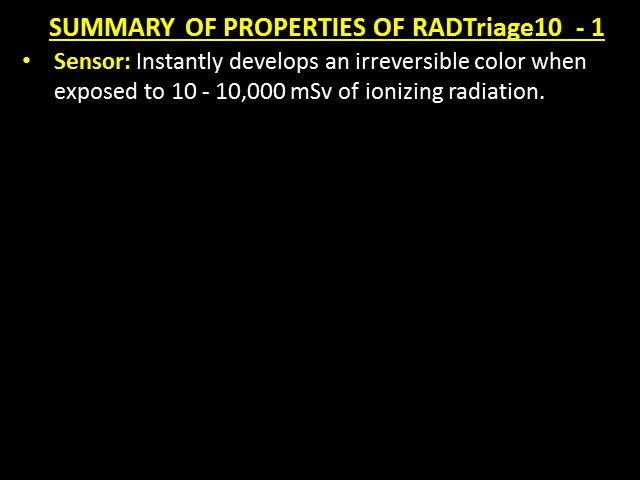 SUMMARY OF PROPERTIES OF RADTriage10 - 1
• Sensor: Instantly develops an irreversible color when
exposed to 10 - 10,000 mSv of ionizing radiation.